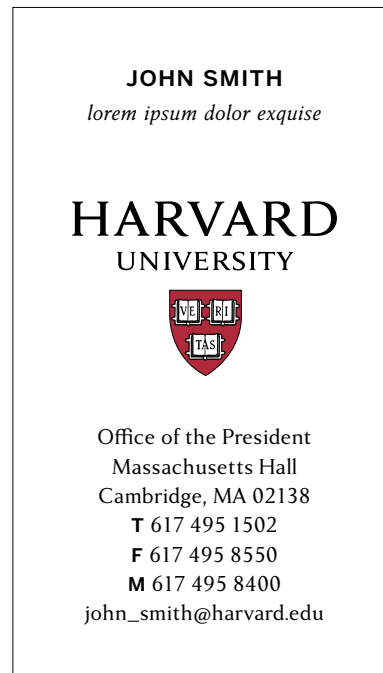 JOHN SMITH
lorem ipsum dolor exquise
HARVARD
UNIVERSITY
VE RI
TAS
Office of the President
Massachusetts Hall
Cambridge, MA 02138
T 617 495 1502
F 617 495 8550
M 617 495 8400
john_smith@harvard.edu